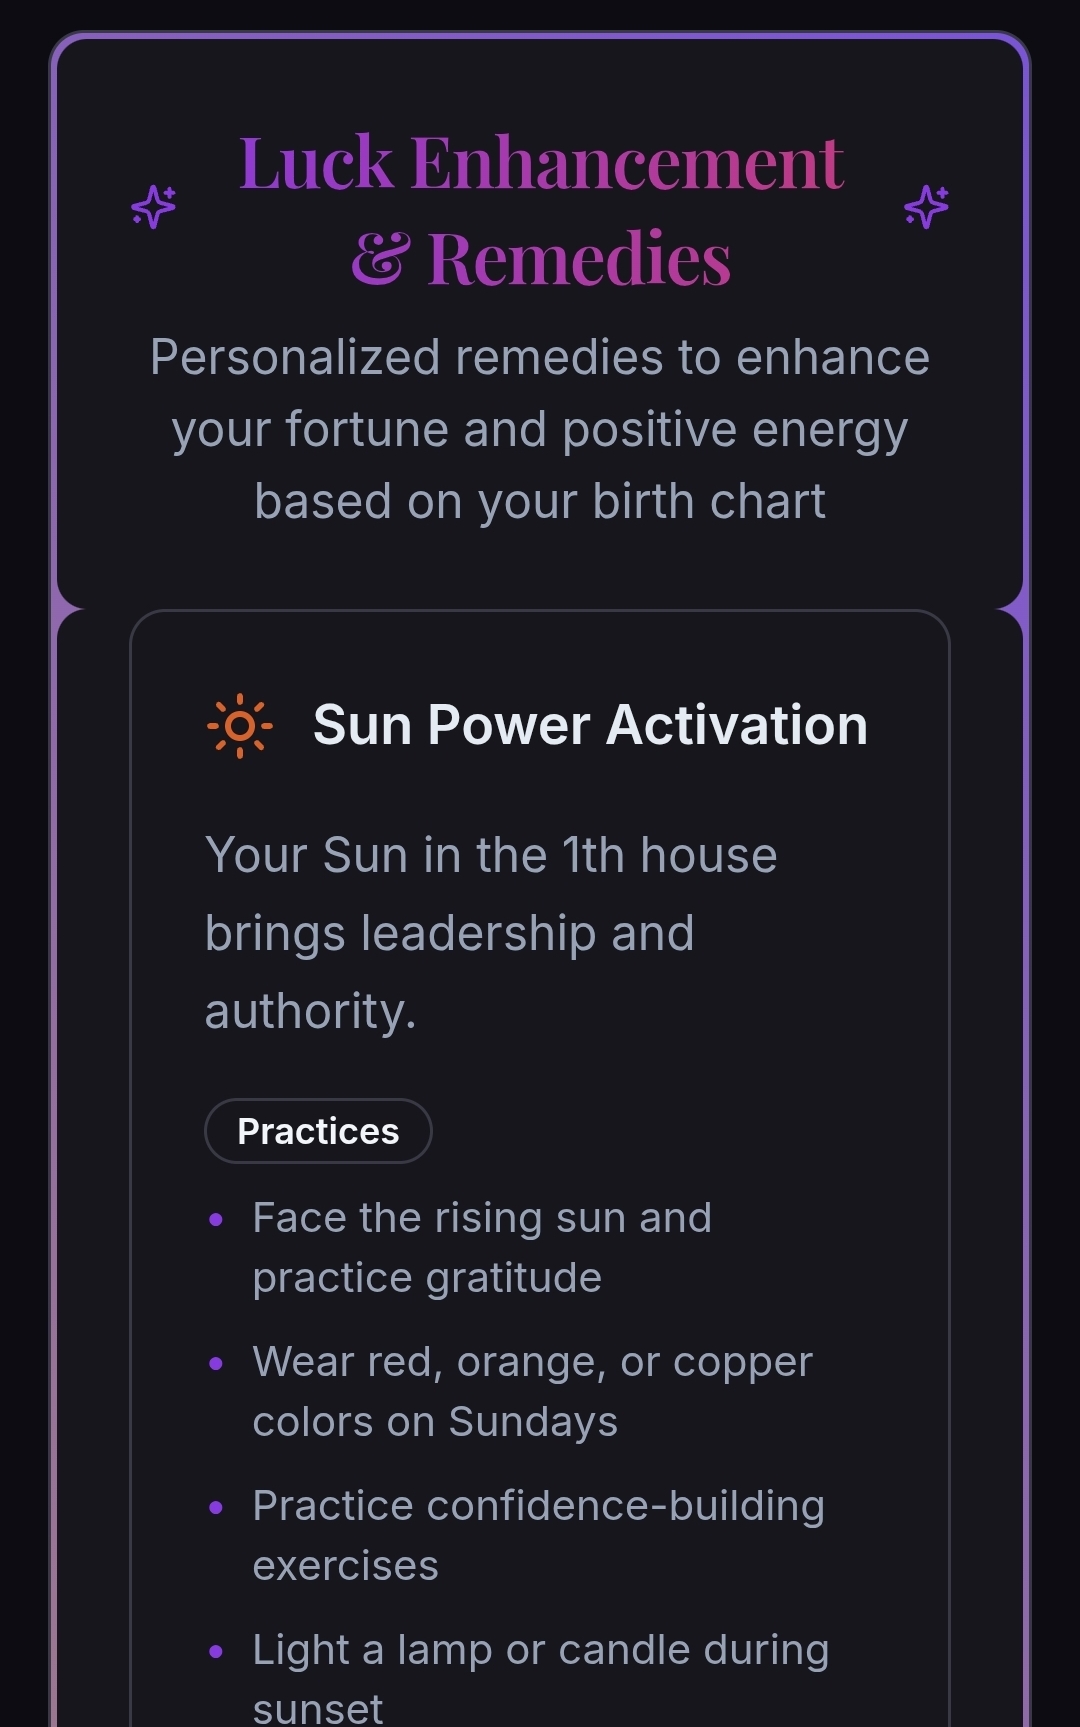 Luck Enhancement
& Remedies
Personalized remedies to enhance
your fortune and positive energy
based on your birth chart
Sun Power Activation
Your Sun in the 1th house
brings leadership and
authority.
Practices
• Face the rising sun and
practice gratitude
• Wear red, orange, or copper
colors on Sundays
• Practice confidence-building
exercises
• Light a lamp or candle during
sunset